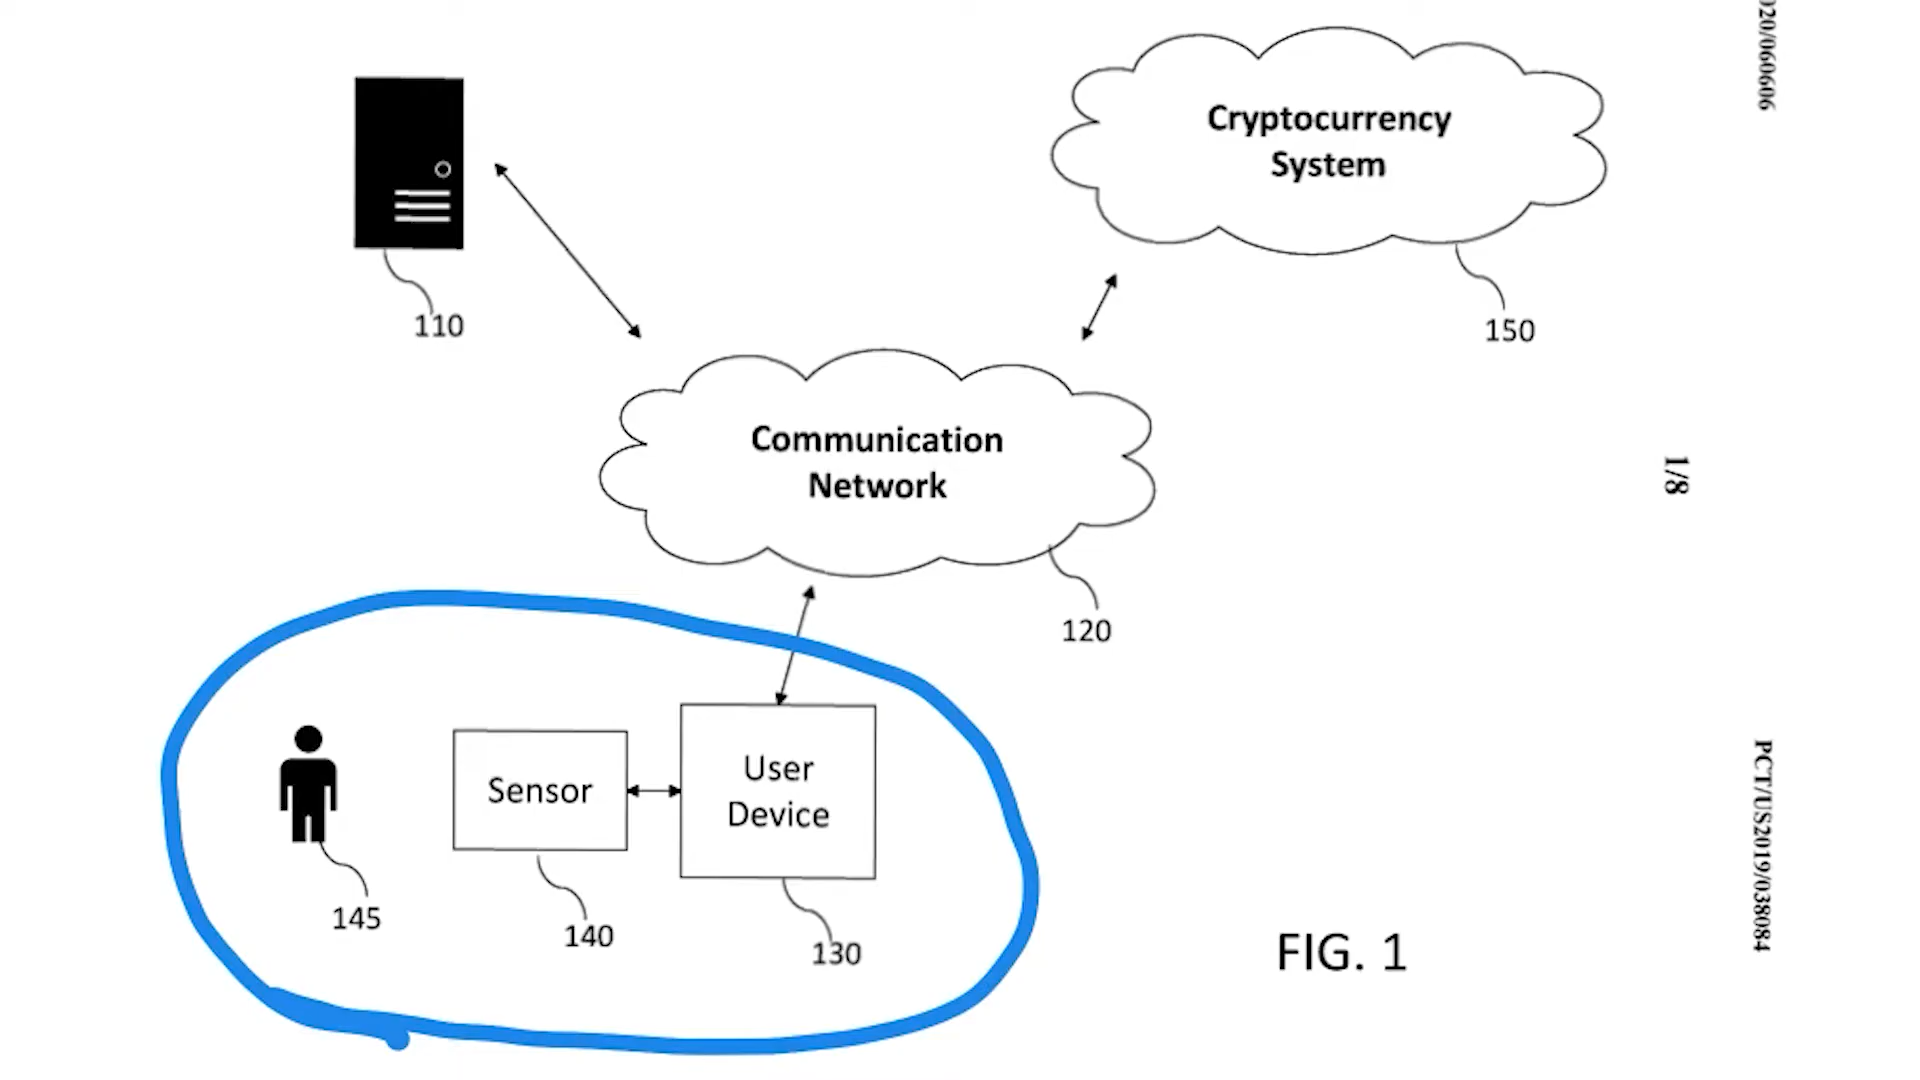 020/060606
Cryptocurrency
System
110
150
Communication
Network
1/8
120
Sensor
User
Device
145
140
130
FIG. 1
PCT/US2019/038084